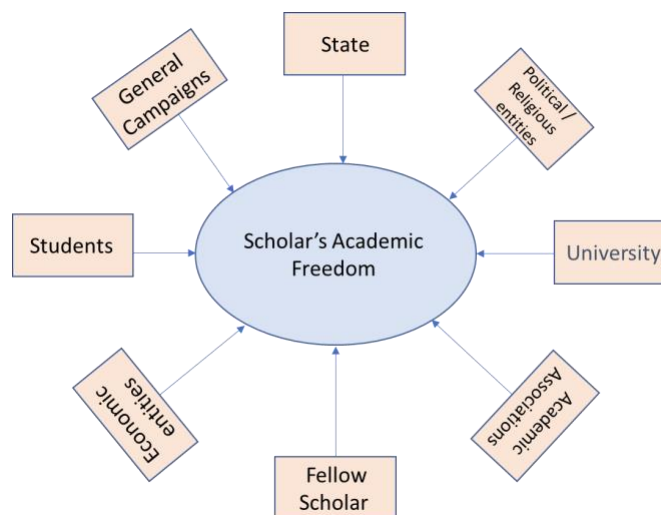 State
General
Campaigns
Political /
Religious
entities
Students
Scholar's Academic
Freedom
University
Economic
entities
Academic
Associations
Fellow
Scholar